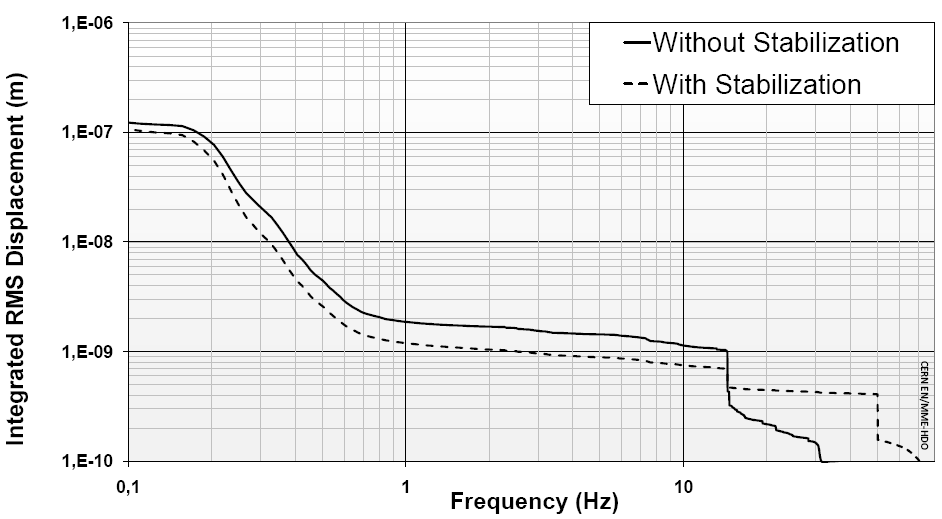 1,E-06
1,E-07
1,E-08
1,E-09
1,E-10
Integrated RMS Displacement (m)
Without Stabilization
With Stabilization
CERN EN/MME-HDO
0,1
1
10
Frequency (Hz)